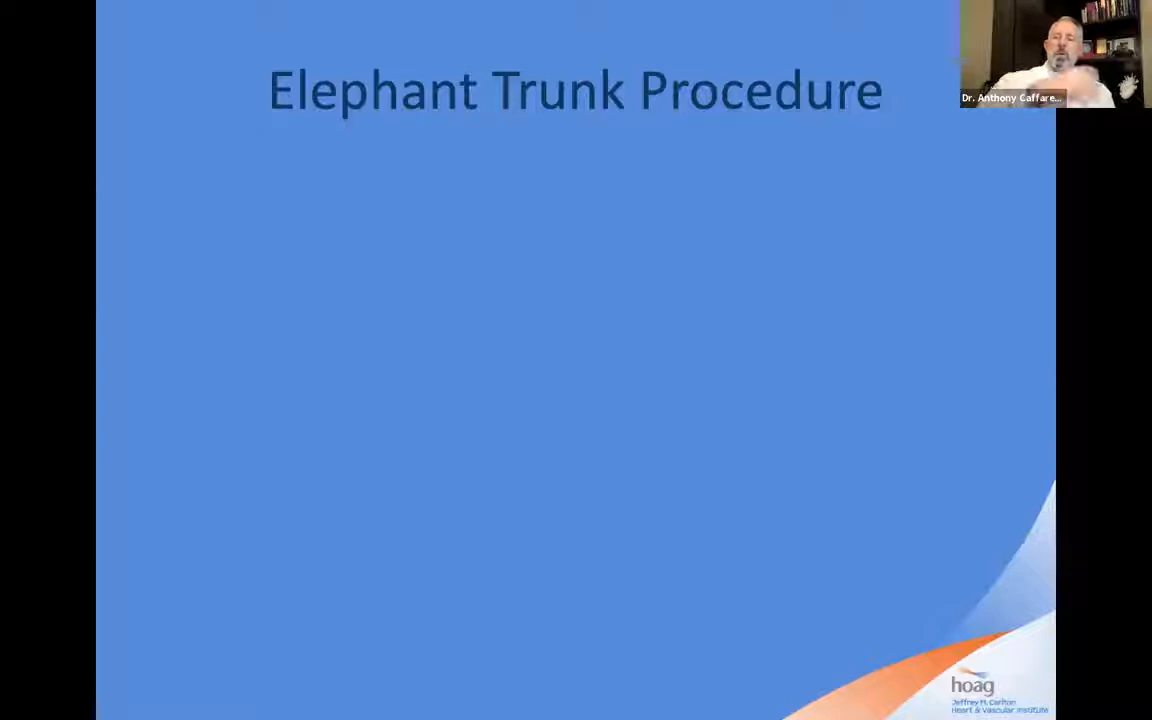 Elephant Trunk Procedure
Dr. Anthony Caffare...
hoag
Jeffrey M. Carlton
Heart & Vascular Institute